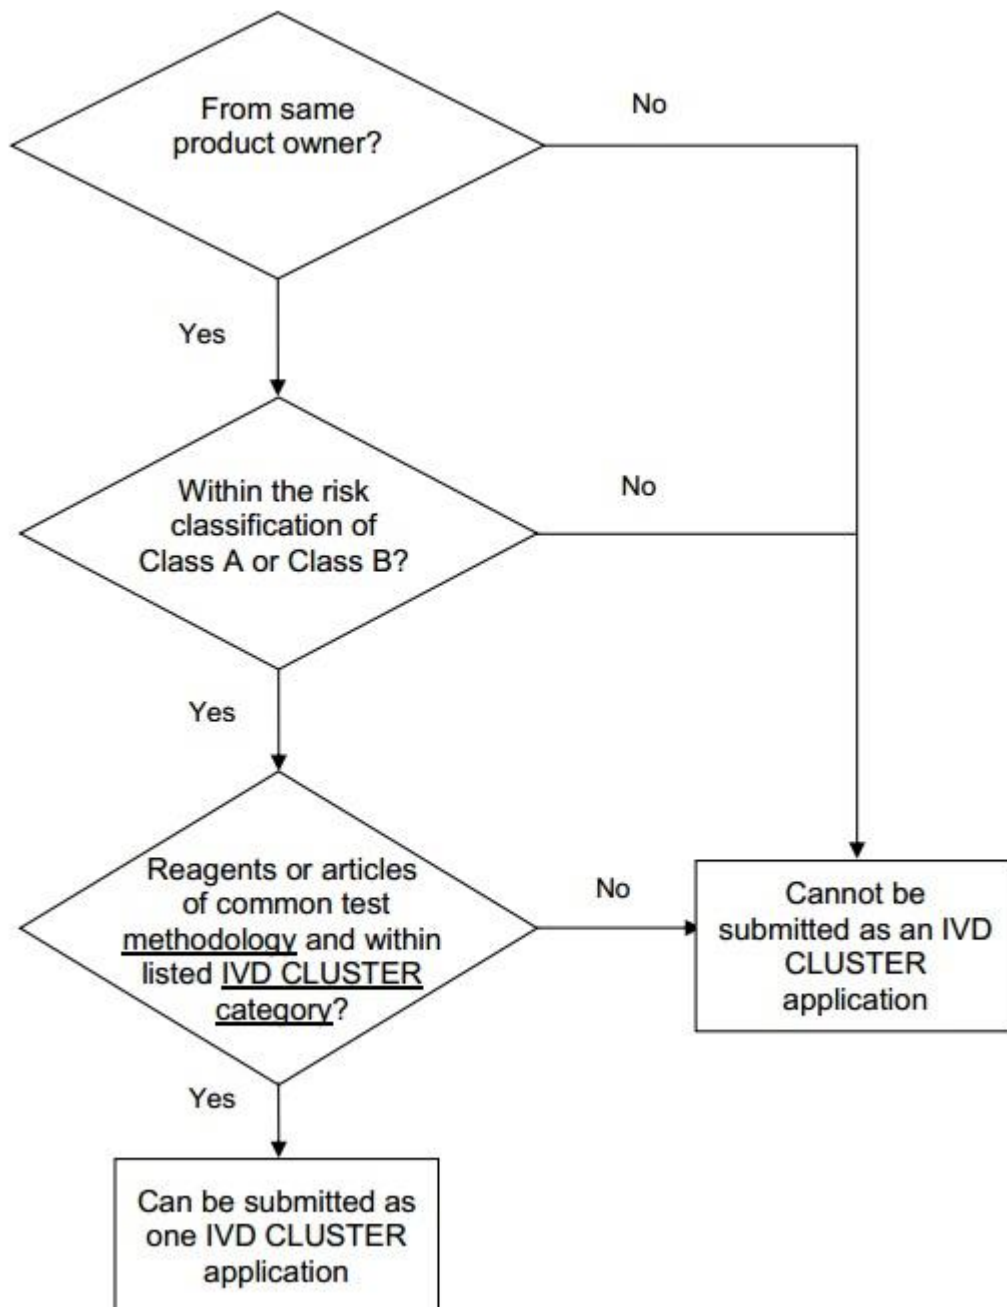 From same
product owner?
No
Yes
Within the risk
classification of
Class A or Class B?
No
Yes
Reagents or articles
of common test
methodology and within
listed IVD CLUSTER
category?
No
Cannot be
submitted as an IVD
CLUSTER
application
Yes
Can be submitted as
one IVD CLUSTER
application